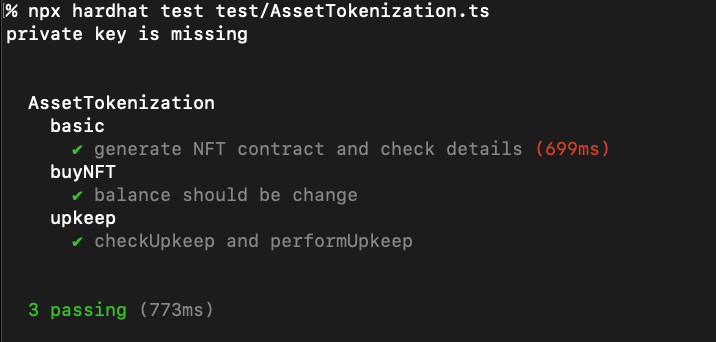 % npx hardhat test test/AssetTokenization.ts
private key is missing
AssetTokenization
basic
✔ generate NFT contract and check details (699ms)
buyNFT
✔ balance should be change
upkeep
✔ checkUpkeep and performUpkeep
3 passing (773ms)